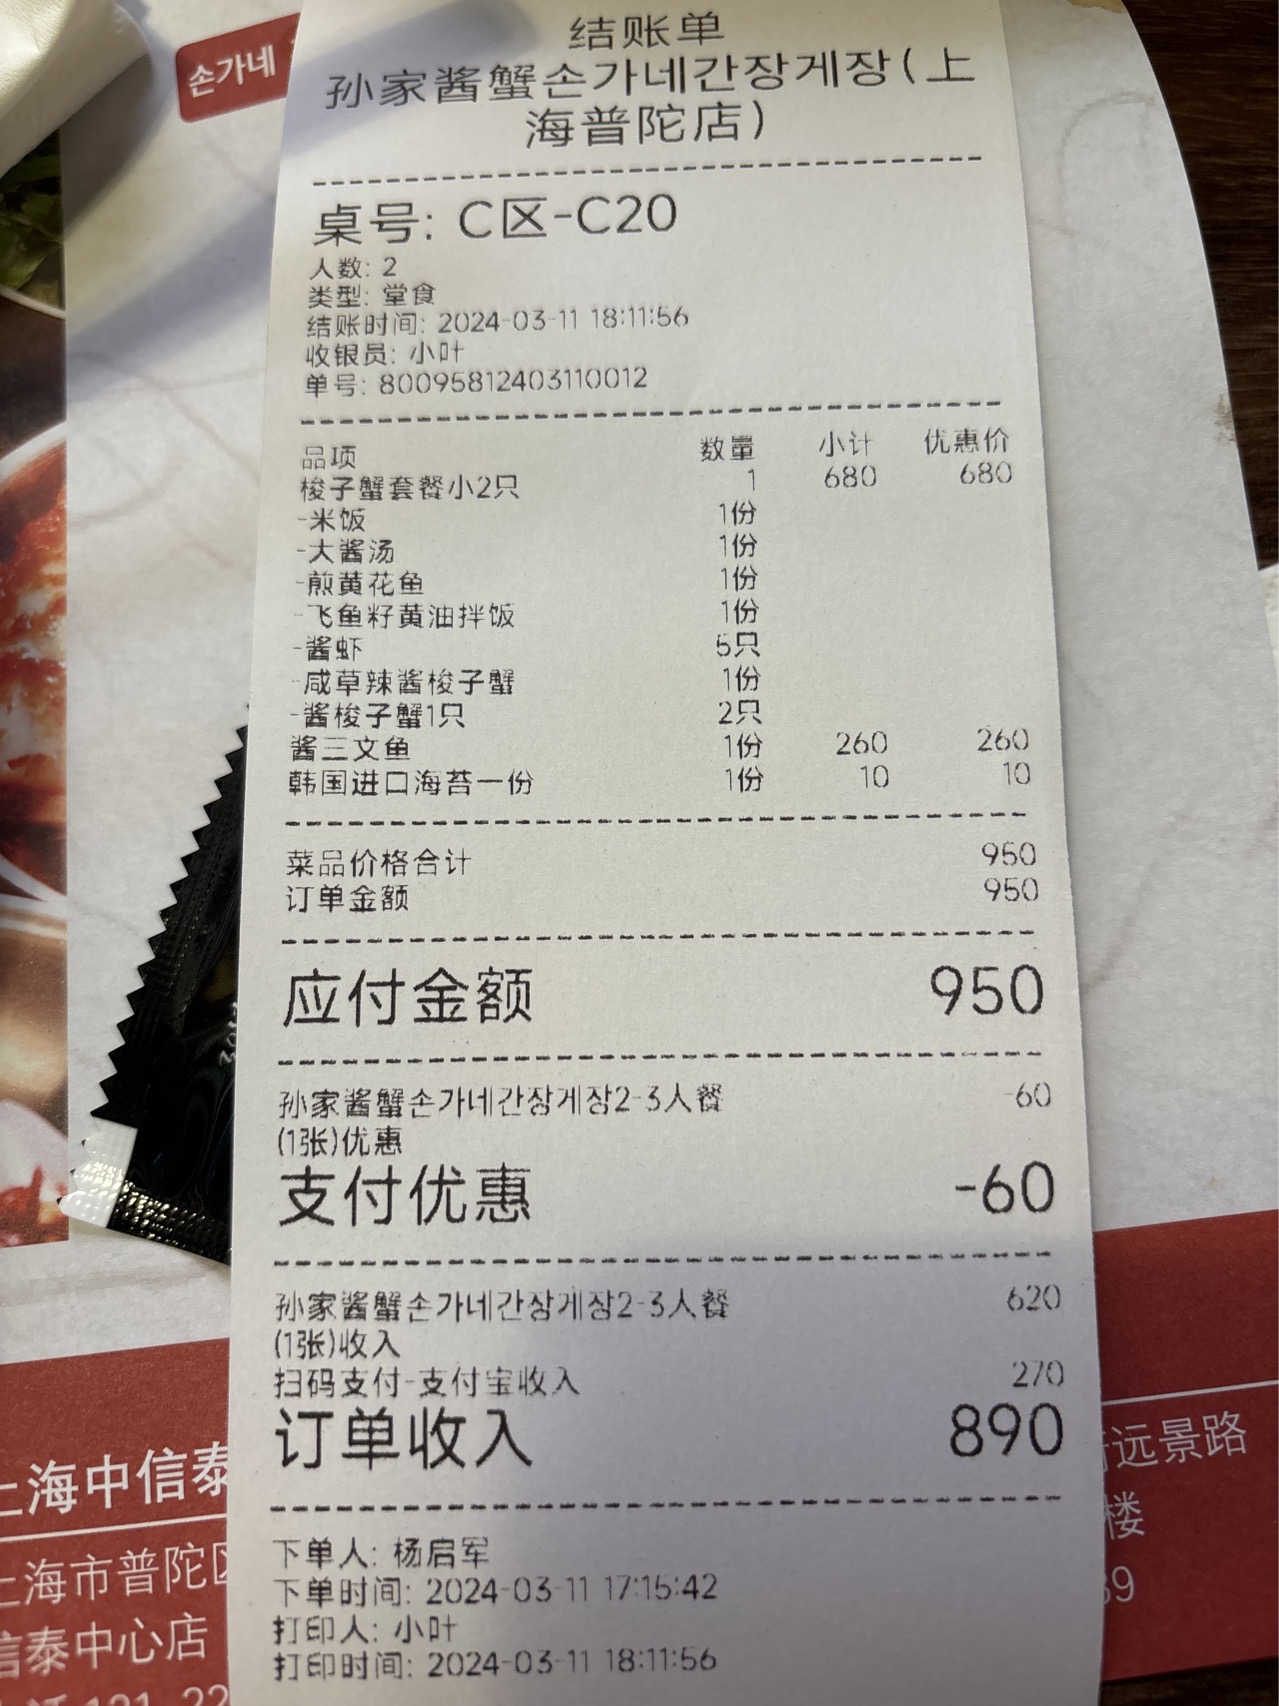 손가네
结账单
孙家酱蟹손가네간장게장(上
海普陀店)
桌号: C区-C20
人数: 2
类型: 堂食
结账时间: 2024-03-11 18:11:56
收银员: 小叶
单号: 80095812403110012
品项 数量 小计 优惠价
梭子蟹套餐小2只 1 680 680
-米饭 1份
-大酱汤 1份
-煎黄花鱼 1份
-飞鱼籽黄油拌饭 1份
-酱虾 5只
-咸草辣酱梭子蟹 1份
-酱梭子蟹1只 2只
酱三文鱼 1份 260 260
韩国进口海苔一份 1份 10 10
菜品价格合计 950
订单金额 950
应付金额 950
孙家酱蟹손가네간장게장2-3人餐 -60
(1张)优惠
支付优惠 -60
孙家酱蟹손가네간장게장2-3人餐 620
(1张)收入
扫码支付-支付宝收入 270
订单收入 890
下单人: 杨启军
下单时间: 2024-03-11 17:15:42
打印人: 小叶
打印时间: 2024-03-11 18:11:56
上海中信泰
上海市普陀区
信泰中心店
远景路
楼
39